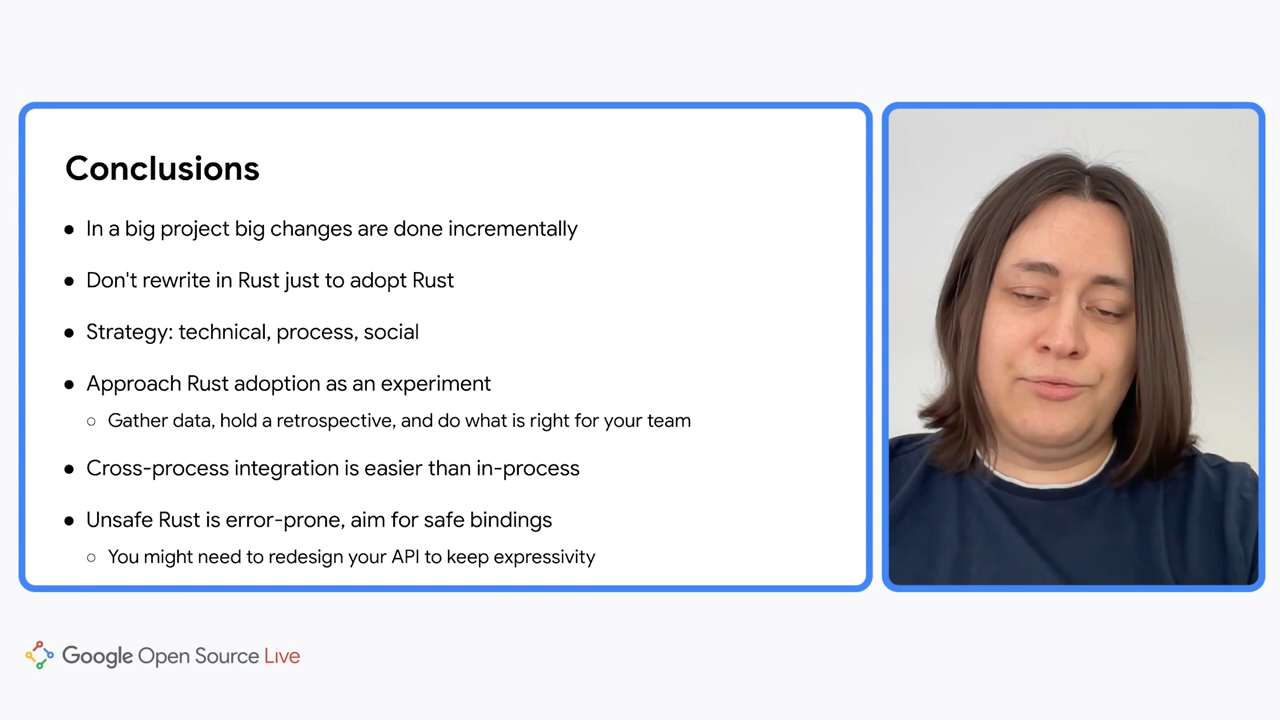 Conclusions
● In a big project big changes are done incrementally
● Don't rewrite in Rust just to adopt Rust
● Strategy: technical, process, social
● Approach Rust adoption as an experiment
○ Gather data, hold a retrospective, and do what is right for your team
● Cross-process integration is easier than in-process
● Unsafe Rust is error-prone, aim for safe bindings
○ You might need to redesign your API to keep expressivity
Google Open Source Live